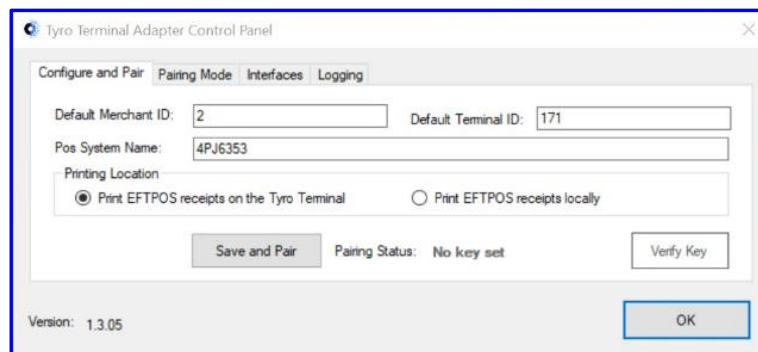 Tyro Terminal Adapter Control Panel
Configure and Pair Pairing Mode Interfaces Logging
Default Merchant ID: 2 Default Terminal ID: 171
Pos System Name: 4PJ6353
Printing Location
Print EFTPOS receipts on the Tyro Terminal Print EFTPOS receipts locally
Save and Pair Pairing Status: No key set Verify Key
Version: 1.3.05 OK